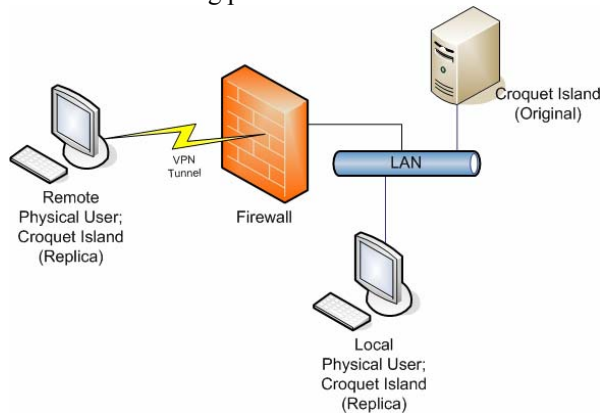 Croquet Island
(Original)
LAN
VPN
Tunnel
Firewall
Remote
Physical User;
Croquet Island
(Replica)
Local
Physical User;
Croquet Island
(Replica)